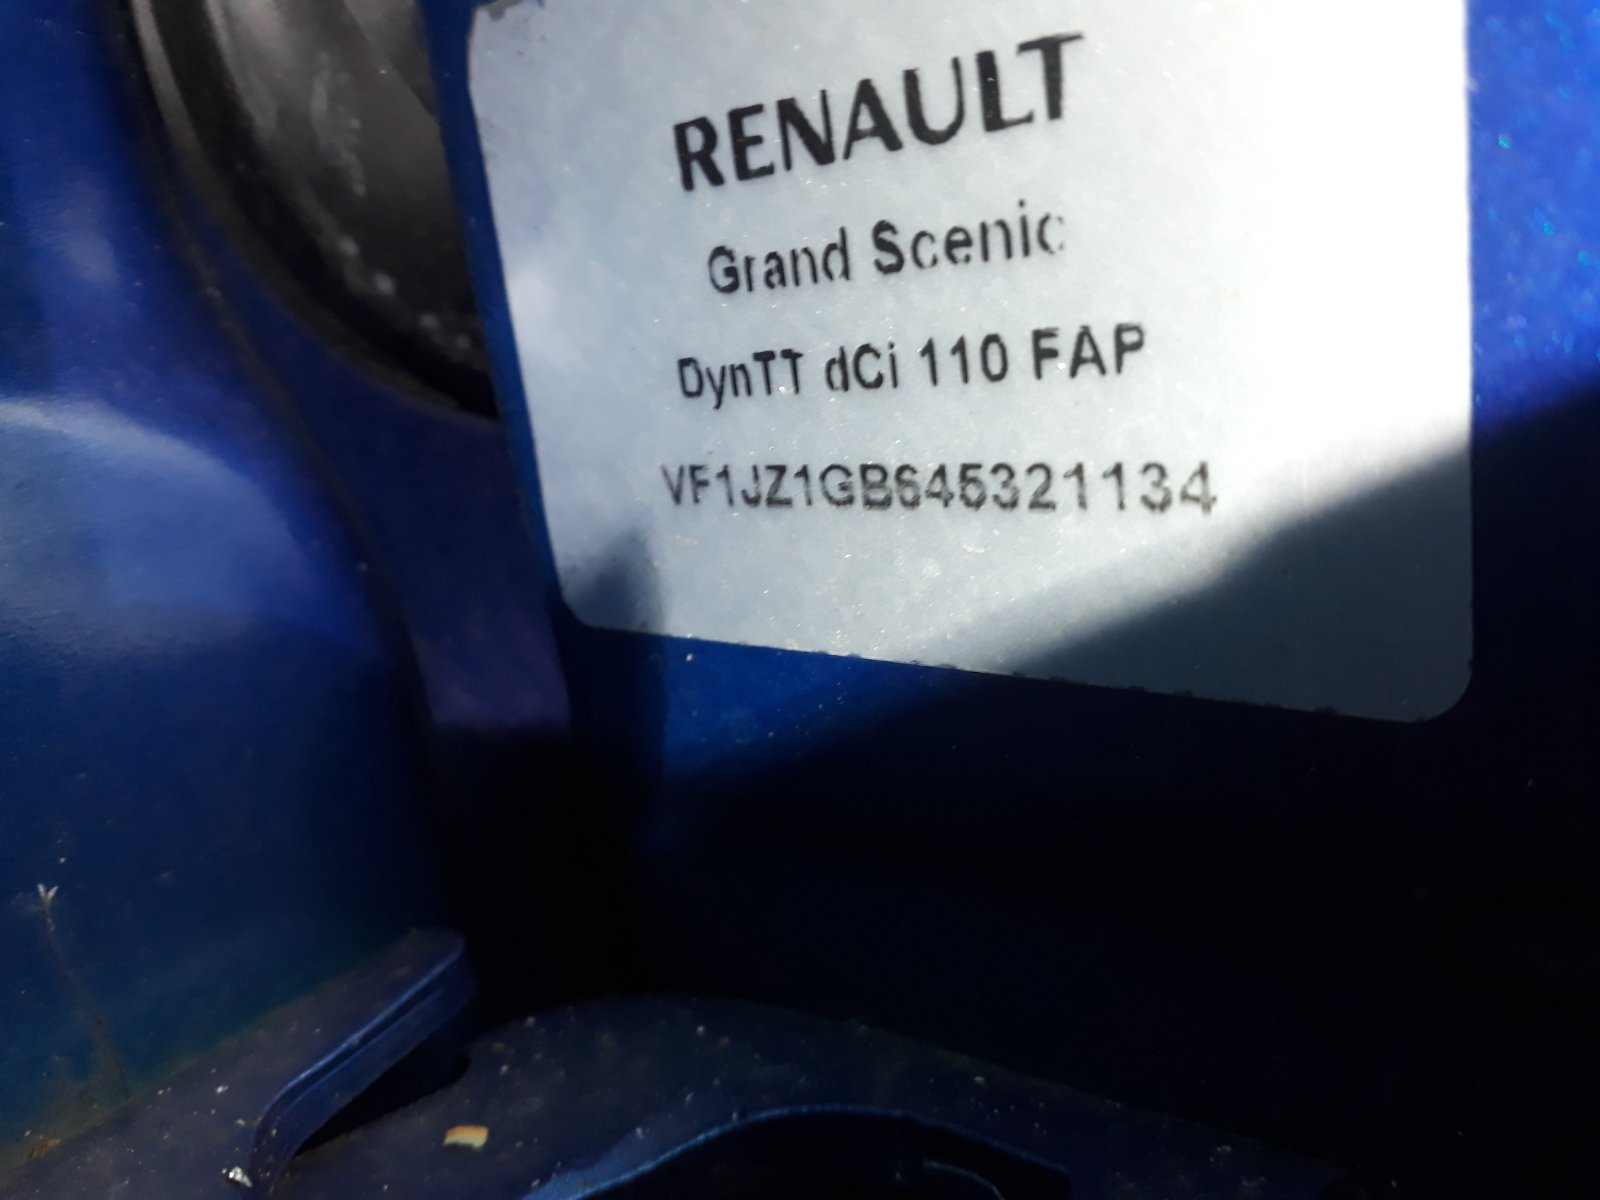 RENAULT
Grand Scenic
DynTT dCi 110 FAP
VF1JZ1GB645321134